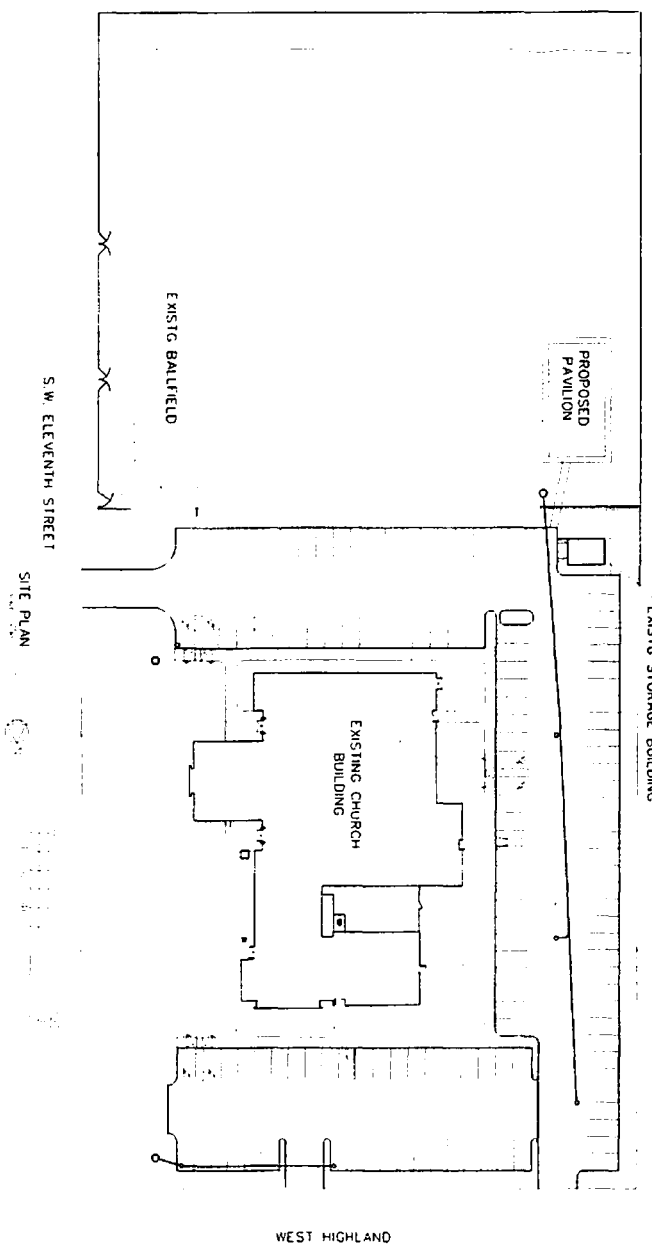 EXISTG BALLFIELD
PROPOSED
PAVILION
S.W. ELEVENTH STREET
SITE PLAN
EXISTG STORAGE BUILDING
EXISTING CHURCH
BUILDING
WEST HIGHLAND